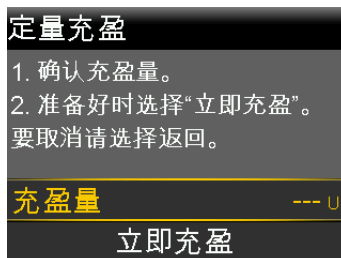 定量充盈
1. 确认充盈量。
2. 准备好时选择“立即充盈”。
要取消请选择返回。
充盈量 --- U
立即充盈